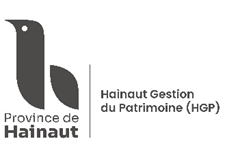 Province de
Hainaut
Hainaut Gestion
du Patrimoine (HGP)